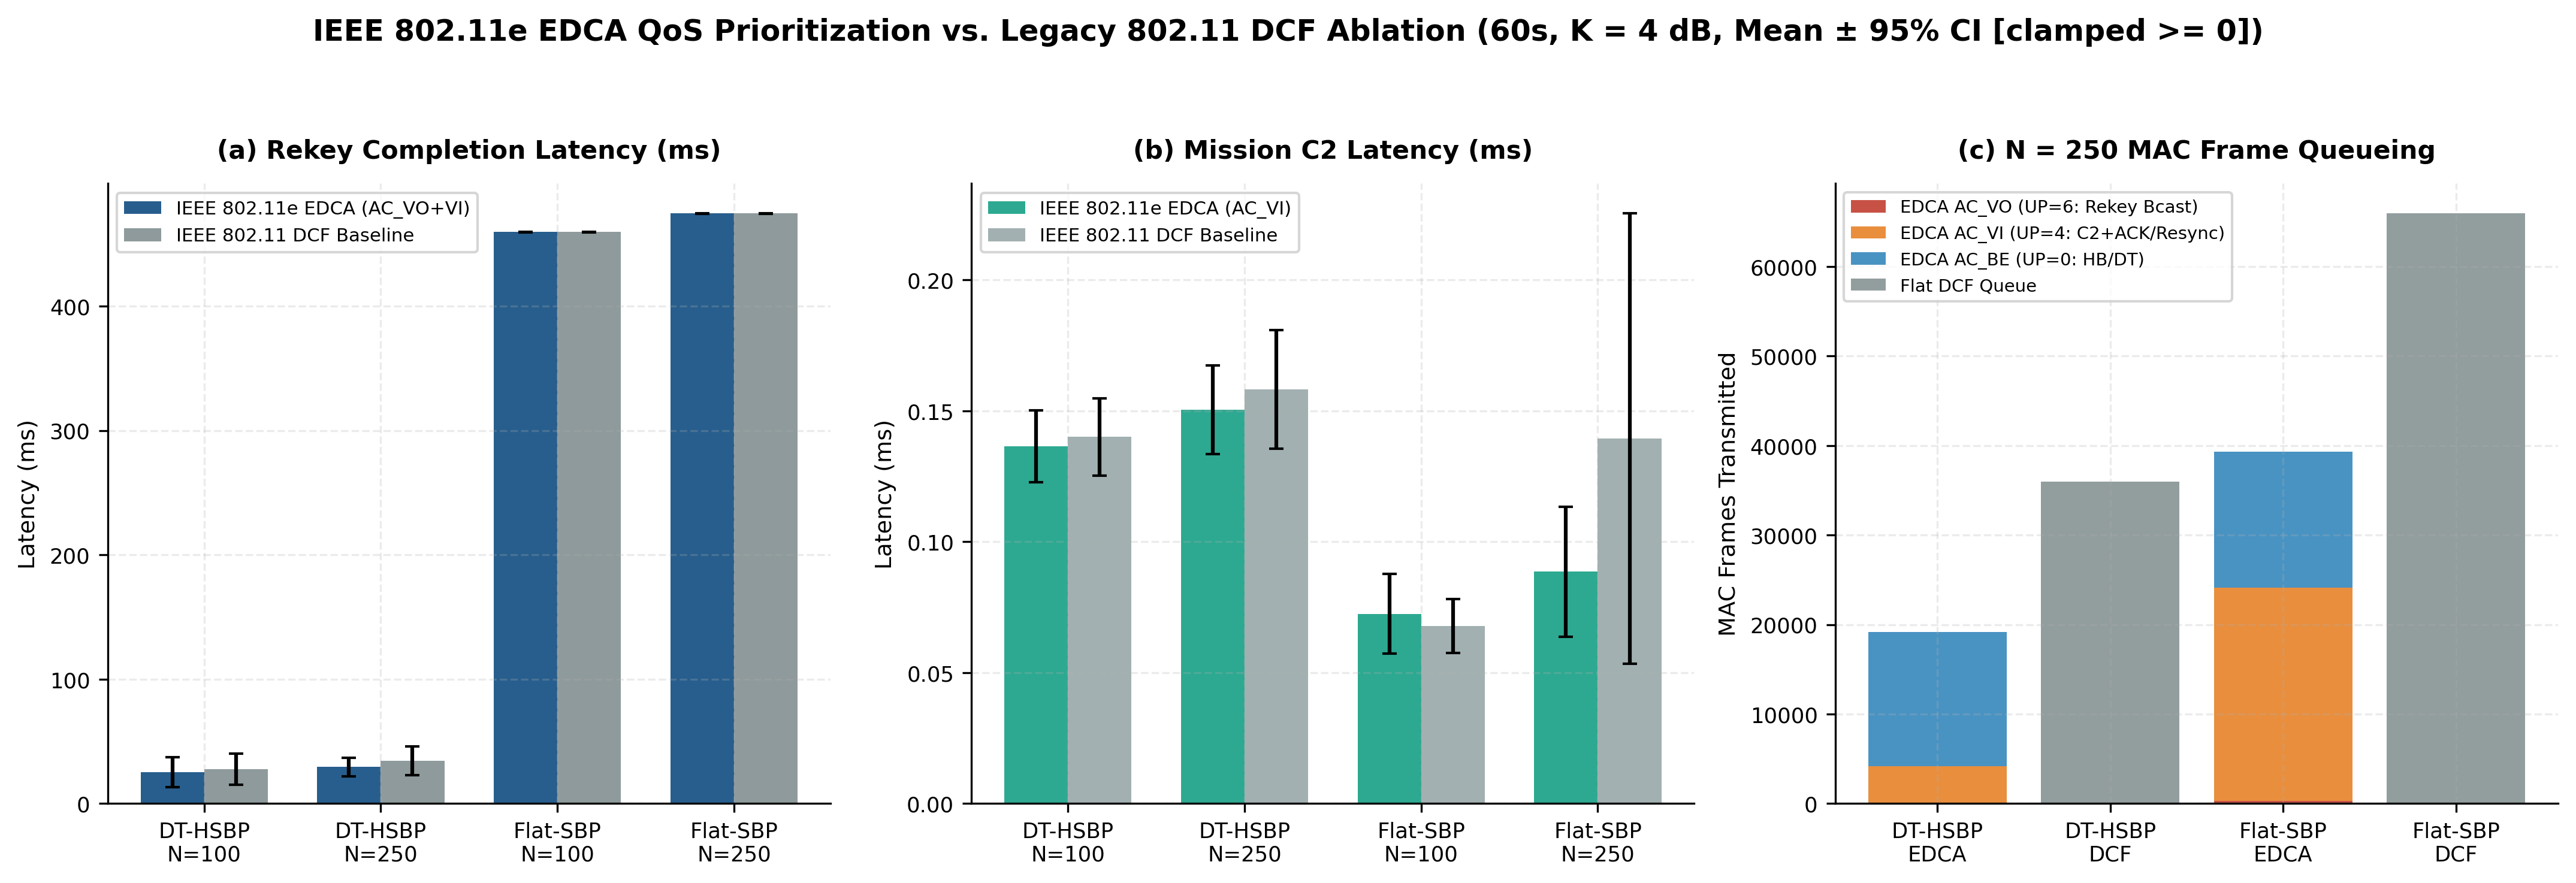 IEEE 802.11e EDCA QoS Prioritization vs. Legacy 802.11 DCF Ablation (60s, K = 4 dB, Mean ± 95% CI [clamped >= 0])
(a) Rekey Completion Latency (ms)
IEEE 802.11e EDCA (AC_VO+VI)
IEEE 802.11 DCF Baseline
Latency (ms)
400
300
200
100
0
DT-HSBP
N=100
DT-HSBP
N=250
Flat-SBP
N=100
Flat-SBP
N=250
(b) Mission C2 Latency (ms)
IEEE 802.11e EDCA (AC_VI)
IEEE 802.11 DCF Baseline
Latency (ms)
0.20
0.15
0.10
0.05
0.00
DT-HSBP
N=100
DT-HSBP
N=250
Flat-SBP
N=100
Flat-SBP
N=250
(c) N = 250 MAC Frame Queueing
EDCA AC_VO (UP=6: Rekey Bcast)
EDCA AC_VI (UP=4: C2+ACK/Resync)
EDCA AC_BE (UP=0: HB/DT)
Flat DCF Queue
MAC Frames Transmitted
60000
50000
40000
30000
20000
10000
0
DT-HSBP
EDCA
DT-HSBP
DCF
Flat-SBP
EDCA
Flat-SBP
DCF